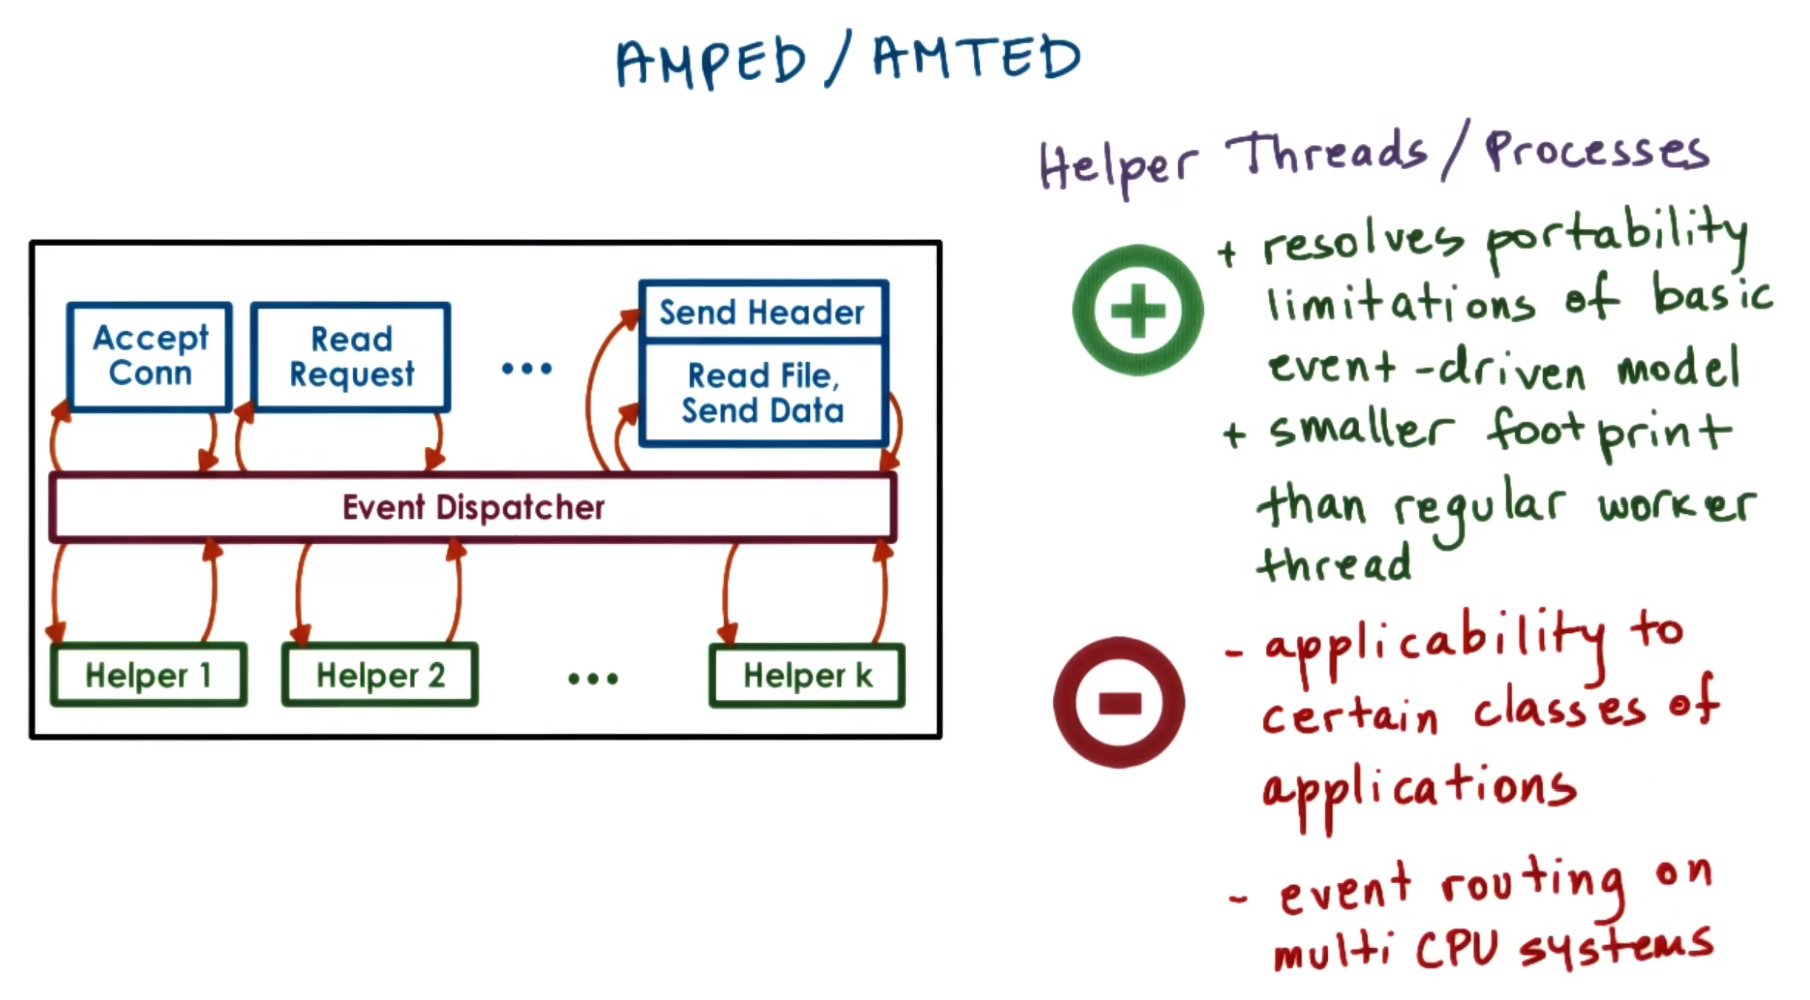 AMPED / AMTED
Accept
Conn
Read
Request
...
Send Header
Read File,
Send Data
Event Dispatcher
Helper 1
Helper 2
...
Helper k
Helper Threads / Processes
+ resolves portability
limitations of basic
event-driven model
+ smaller footprint
than regular worker
thread
- applicability to
certain classes of
applications
- event routing on
multi CPU systems